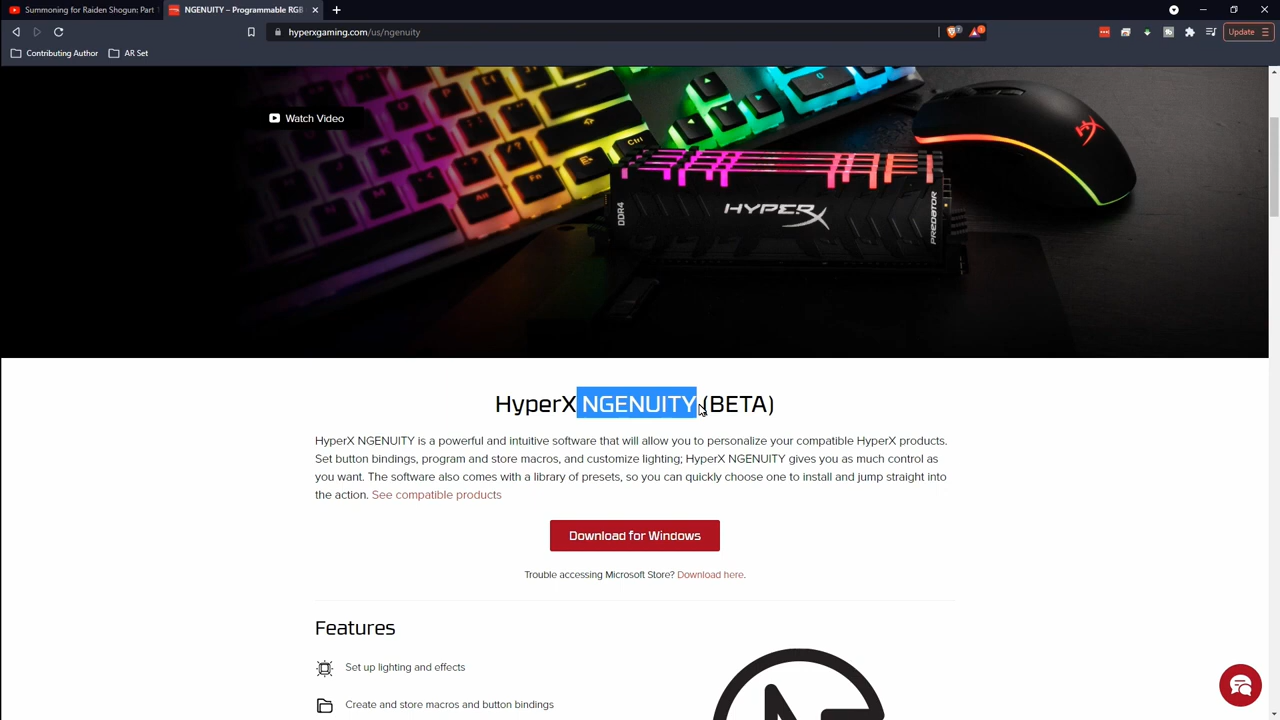 Summoning for Raiden Shogun: Part
NGENUITY – Programmable RGB
hyperxgaming.com/us/ngenuity
Update
Contributing Author
AR Set
Watch Video
Ctrl
Alt
Fn
DDR4
HYPERX
PREDATOR
HyperX NGENUITY (BETA)
HyperX NGENUITY is a powerful and intuitive software that will allow you to personalize your compatible HyperX products.
Set button bindings, program and store macros, and customize lighting; HyperX NGENUITY gives you as much control as
you want. The software also comes with a library of presets, so you can quickly choose one to install and jump straight into
the action. See compatible products
Download for Windows
Trouble accessing Microsoft Store? Download here.
Features
Set up lighting and effects
Create and store macros and button bindings